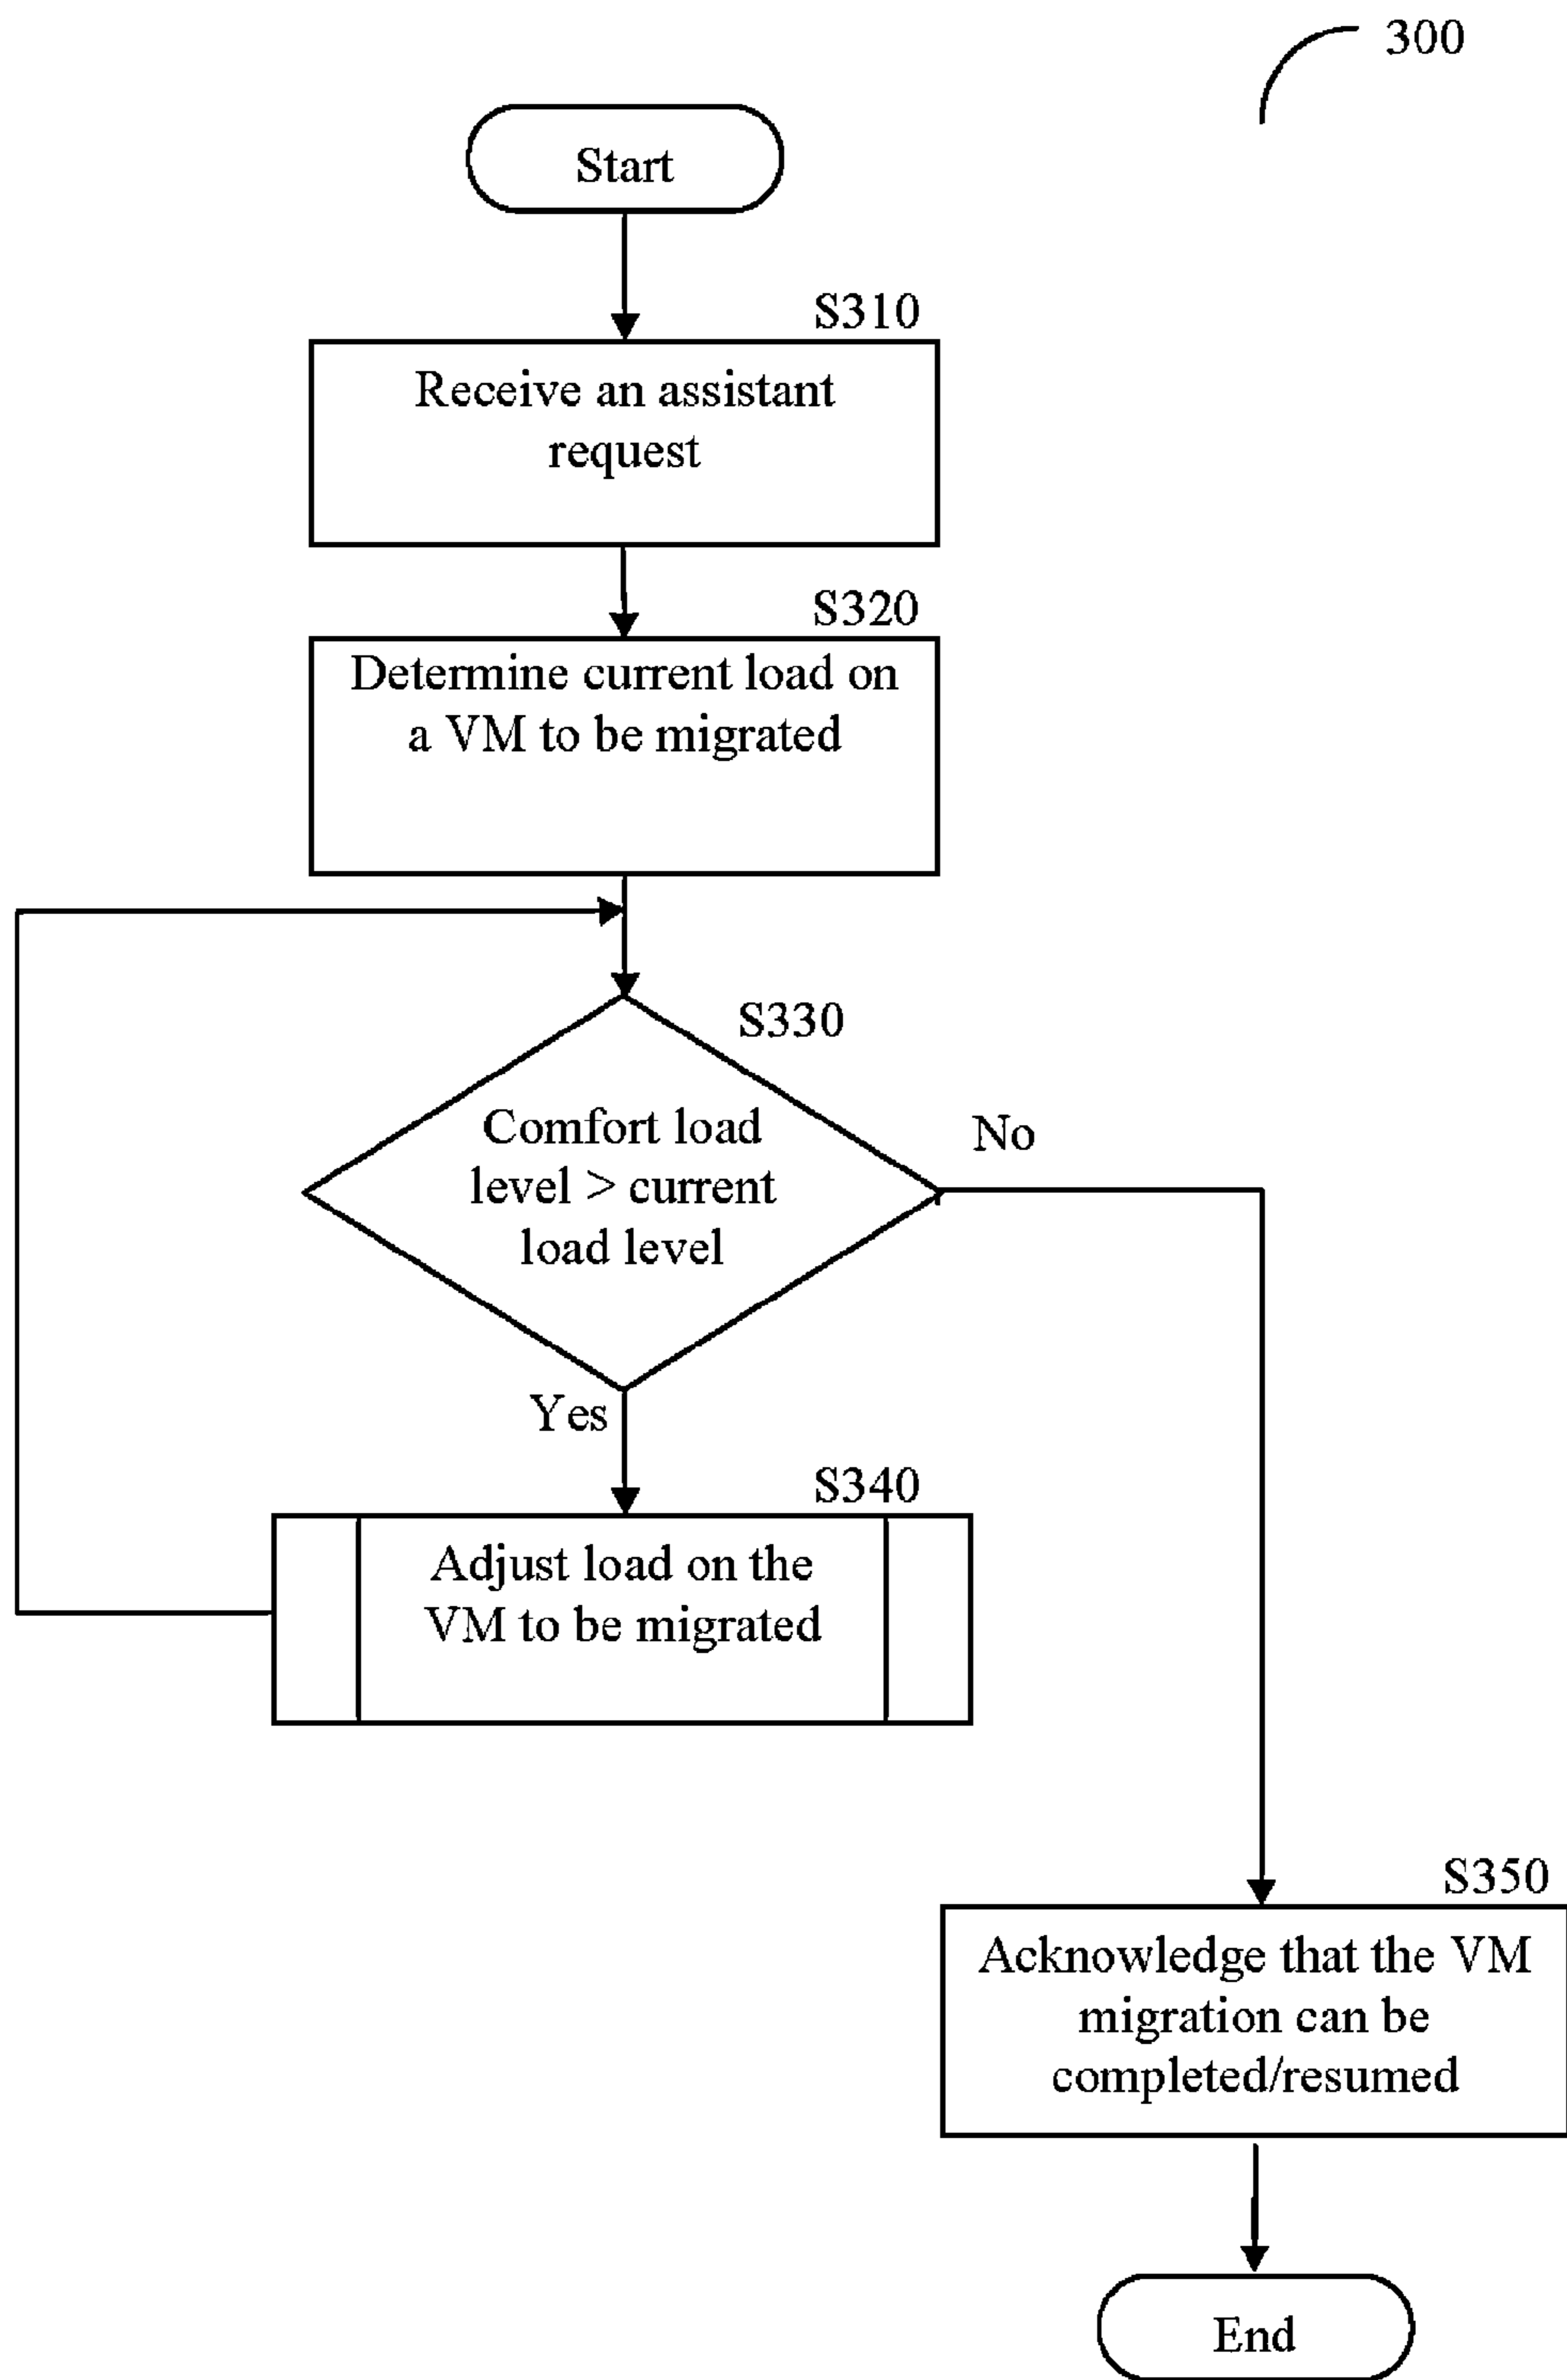 300
Start
S310
Receive an assistant
request
S320
Determine current load on
a VM to be migrated
S330
Comfort load
level > current
load level
No
Yes
S340
Adjust load on the
VM to be migrated
S350
Acknowledge that the VM
migration can be
completed/resumed
End